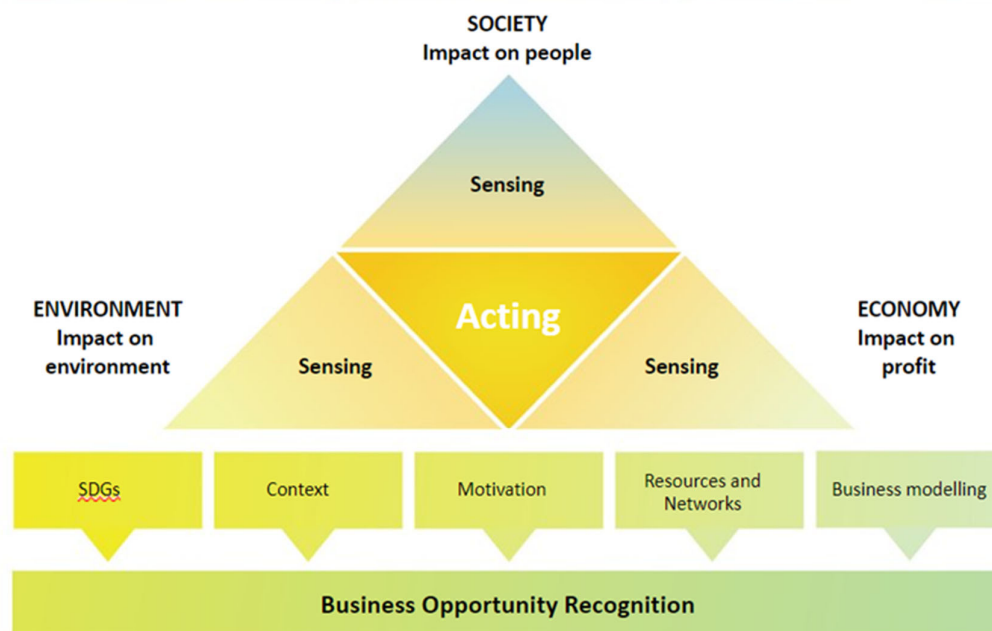 SOCIETY
Impact on people
Sensing
ENVIRONMENT
Impact on
environment
Acting
ECONOMY
Impact on
profit
Sensing
Sensing
SDGs
Context
Motivation
Resources and
Networks
Business modelling
Business Opportunity Recognition